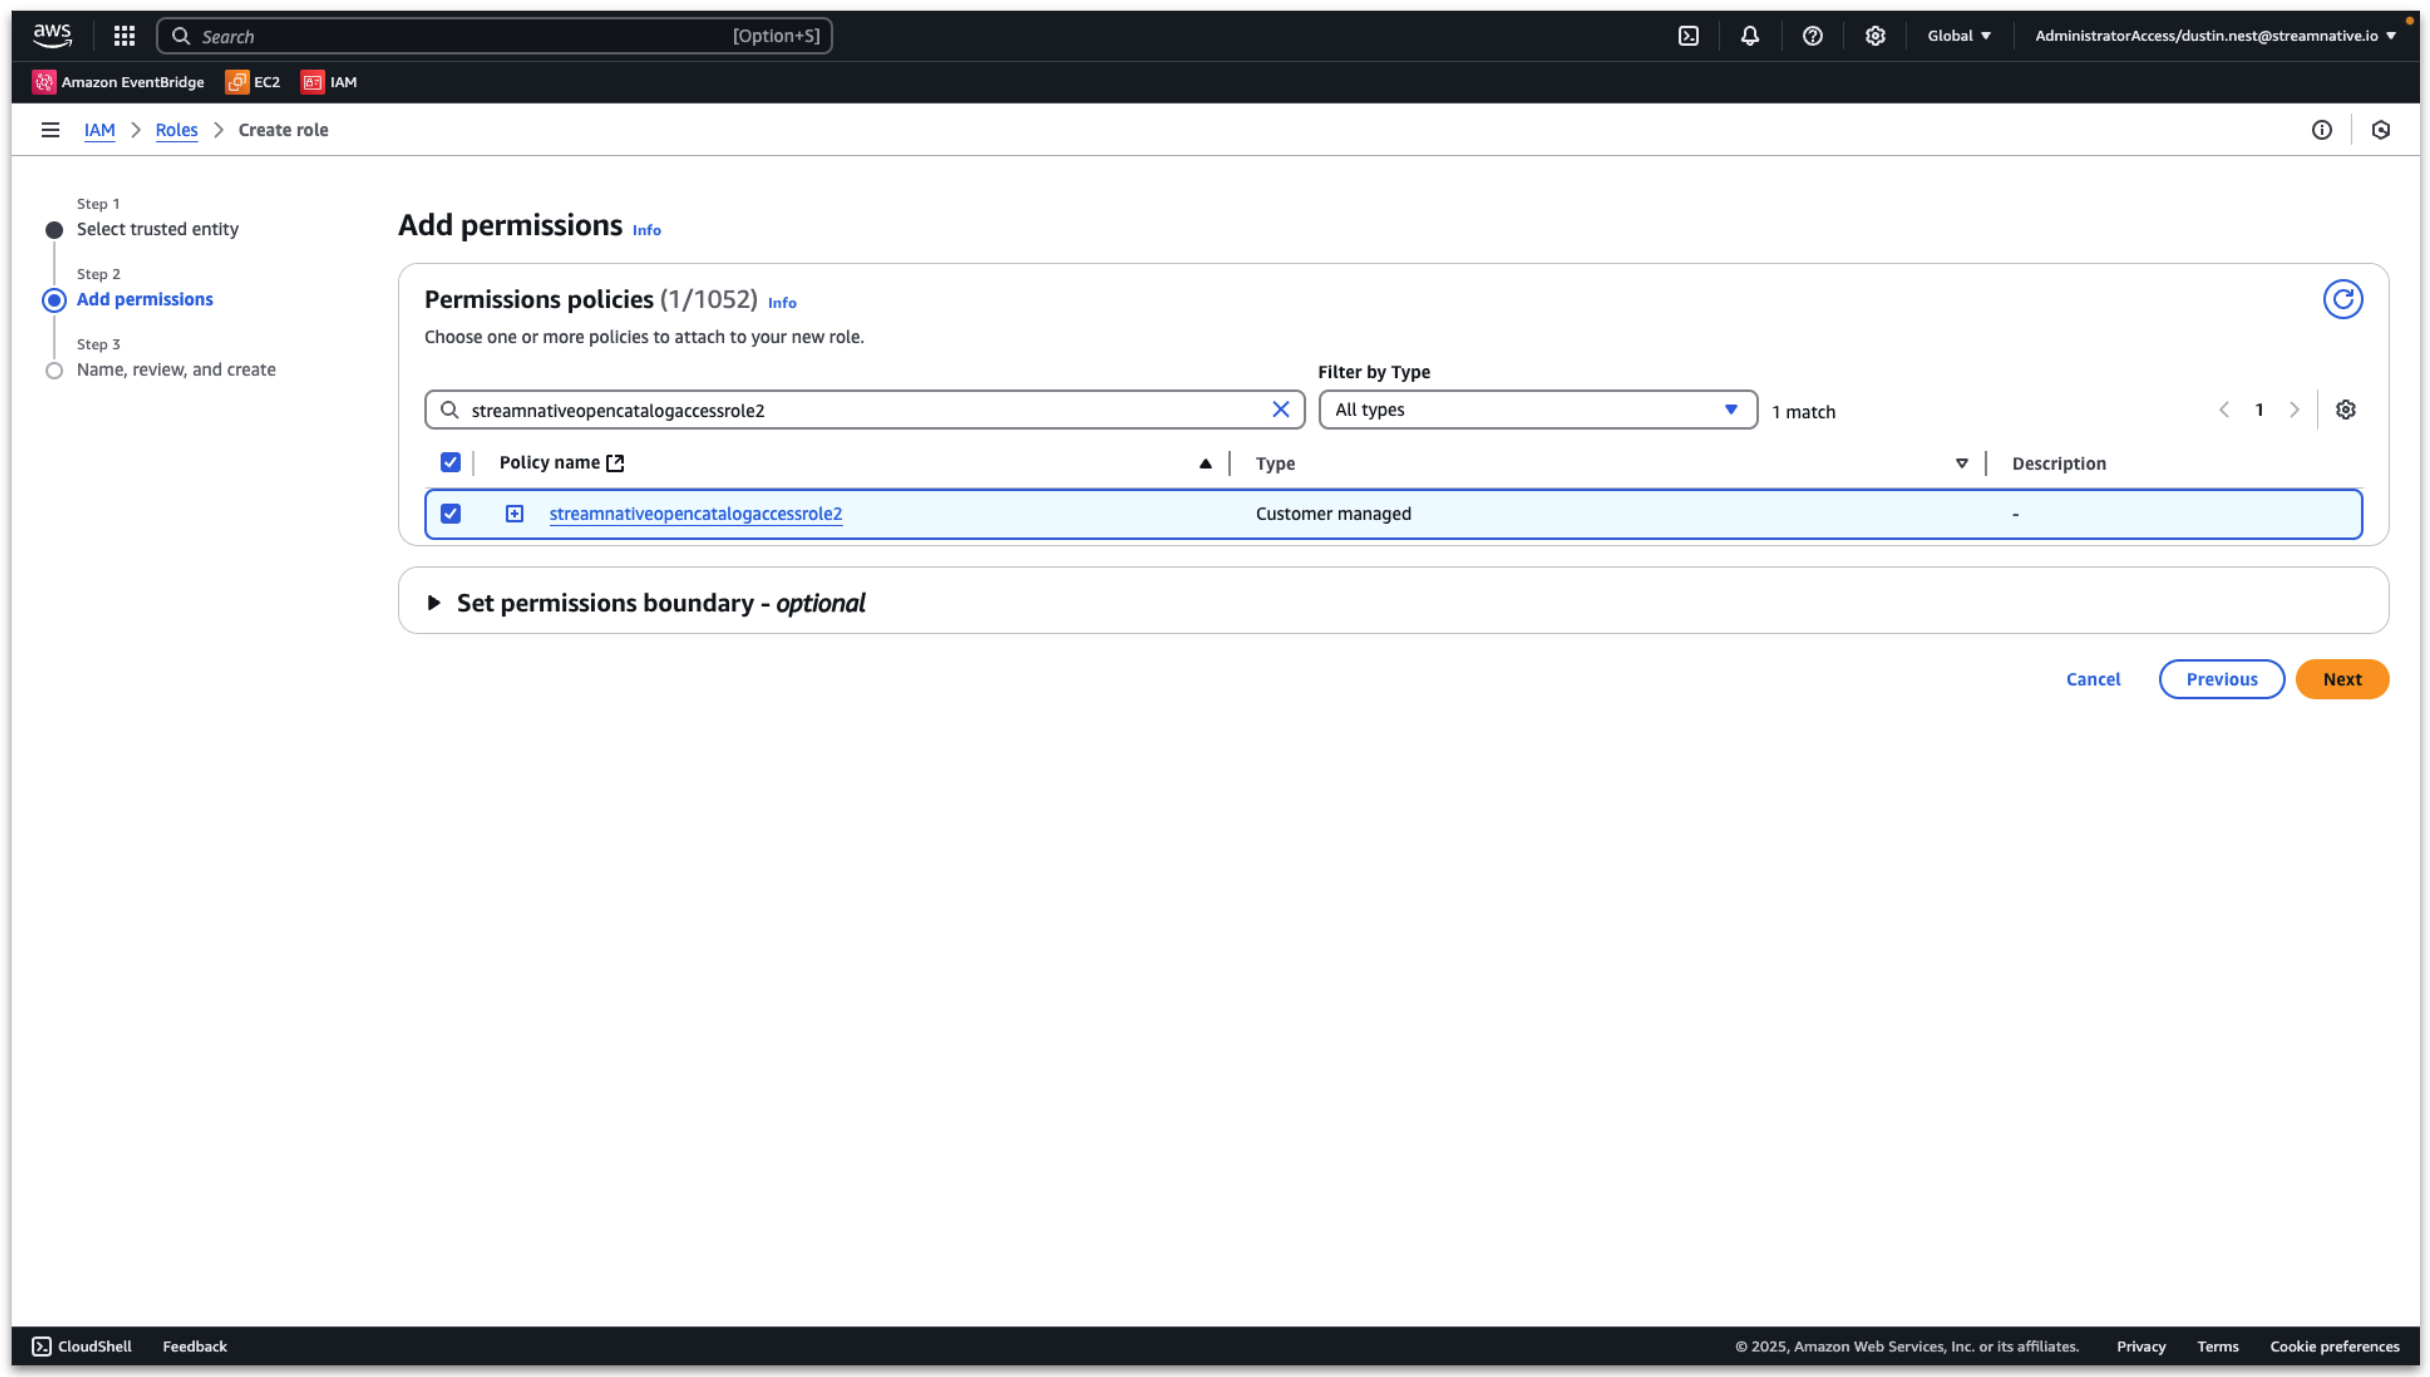 aws Search [Option+S] Global AdministratorAccess/dustin.nest@streamnative.io
Amazon EventBridge EC2 IAM
IAM Roles Create role
Step 1
Select trusted entity
Step 2
Add permissions
Step 3
Name, review, and create
Add permissions Info
Permissions policies (1/1052) Info
Choose one or more policies to attach to your new role.
Filter by Type
streamnativeopencatalogaccessrole2 All types 1 match 1
Policy name Type Description
streamnativeopencatalogaccessrole2 Customer managed -
Set permissions boundary - optional
Cancel Previous Next
CloudShell Feedback © 2025, Amazon Web Services, Inc. or its affiliates. Privacy Terms Cookie preferences